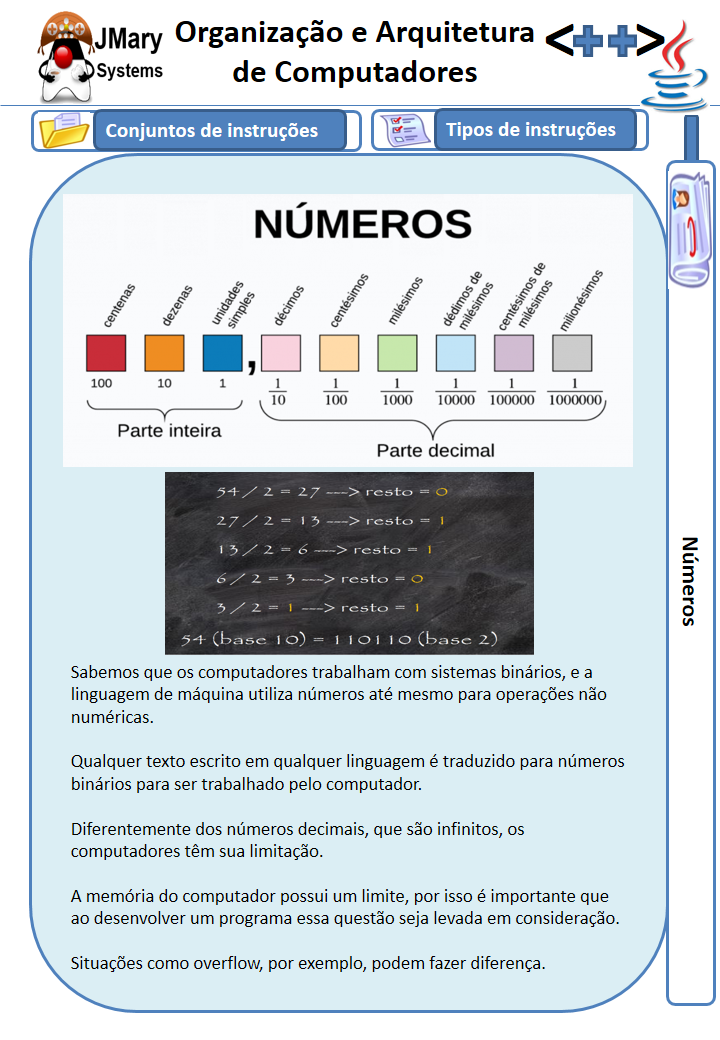 JMary
Systems
Organização e Arquitetura
de Computadores
<++>
Conjuntos de instruções
Tipos de instruções
Números
NÚMEROS
centenas
dezenas
unidades
simples
,
décimos
centésimos
milésimos
dédimos de
milésimos
centésimos de
milésimos
milionésimos
100 10 1 1/10 1/100 1/1000 1/10000 1/100000 1/1000000
Parte inteira
Parte decimal
54 / 2 = 27 ---> resto = 0
27 / 2 = 13 ---> resto = 1
13 / 2 = 6 ---> resto = 1
6 / 2 = 3 ---> resto = 0
3 / 2 = 1 ---> resto = 1
54 (base 10) = 110110 (base 2)
Sabemos que os computadores trabalham com sistemas binários, e a
linguagem de máquina utiliza números até mesmo para operações não
numéricas.
Qualquer texto escrito em qualquer linguagem é traduzido para números
binários para ser trabalhado pelo computador.
Diferentemente dos números decimais, que são infinitos, os
computadores têm sua limitação.
A memória do computador possui um limite, por isso é importante que
ao desenvolver um programa essa questão seja levada em consideração.
Situações como overflow, por exemplo, podem fazer diferença.